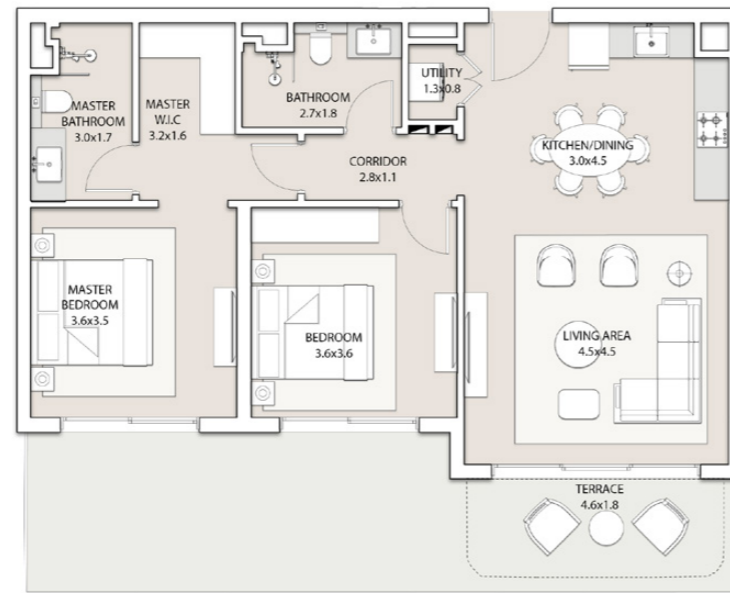 MASTER
BATHROOM
3.0x1.7
MASTER
W.I.C
3.2x1.6
BATHROOM
2.7x1.8
UTILITY
1.3x0.8
CORRIDOR
2.8x1.1
KITCHEN/DINING
3.0x4.5
MASTER
BEDROOM
3.6x3.5
BEDROOM
3.6x3.6
LIVING AREA
4.5x4.5
TERRACE
4.6x1.8